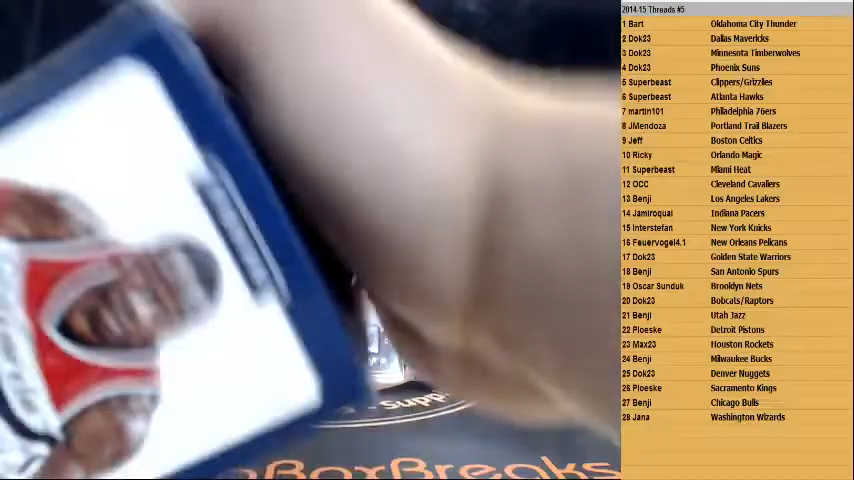 2014-15 Threads #5
1 Bart Oklahoma City Thunder
2 Dok23 Dallas Mavericks
3 Dok23 Minnesota Timberwolves
4 Dok23 Phoenix Suns
5 Superbeast Clippers/Grizzlies
6 Superbeast Atlanta Hawks
7 martin101 Philadelphia 76ers
8 JMendoza Portland Trail Blazers
9 Jeff Boston Celtics
10 Ricky Orlando Magic
11 Superbeast Miami Heat
12 OCC Cleveland Cavaliers
13 Benji Los Angeles Lakers
14 Jamiroquai Indiana Pacers
15 Interstefan New York Knicks
16 Feuervogel4.1 New Orleans Pelicans
17 Dok23 Golden State Warriors
18 Benji San Antonio Spurs
19 Oscar Sunduk Brooklyn Nets
20 Dok23 Bobcats/Raptors
21 Benji Utah Jazz
22 Ploeske Detroit Pistons
23 Max23 Houston Rockets
24 Benji Milwaukee Bucks
25 Dok23 Denver Nuggets
26 Ploeske Sacramento Kings
27 Benji Chicago Bulls
28 Jana Washington Wizards
BoxBreaks